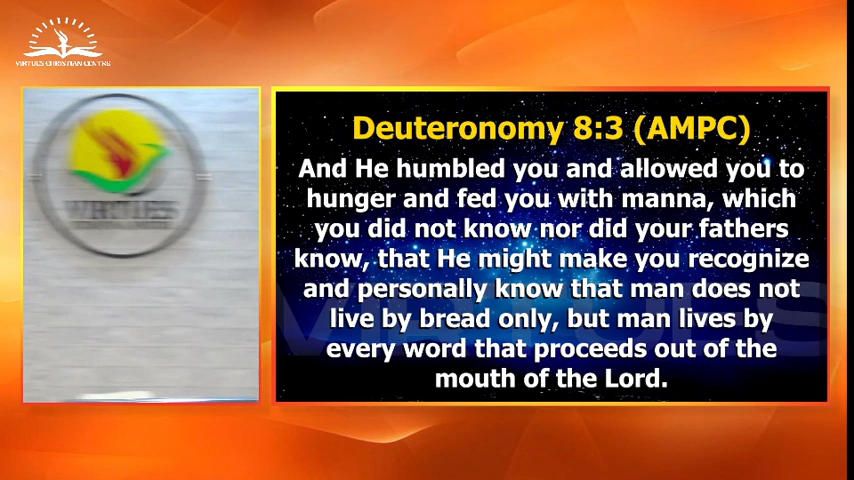 VIRTUES CHRISTIAN CENTRE
VIRTUES
Deuteronomy 8:3 (AMPC)
And He humbled you and allowed you to
hunger and fed you with manna, which
you did not know nor did your fathers
know, that He might make you recognize
and personally know that man does not
live by bread only, but man lives by
every word that proceeds out of the
mouth of the Lord.